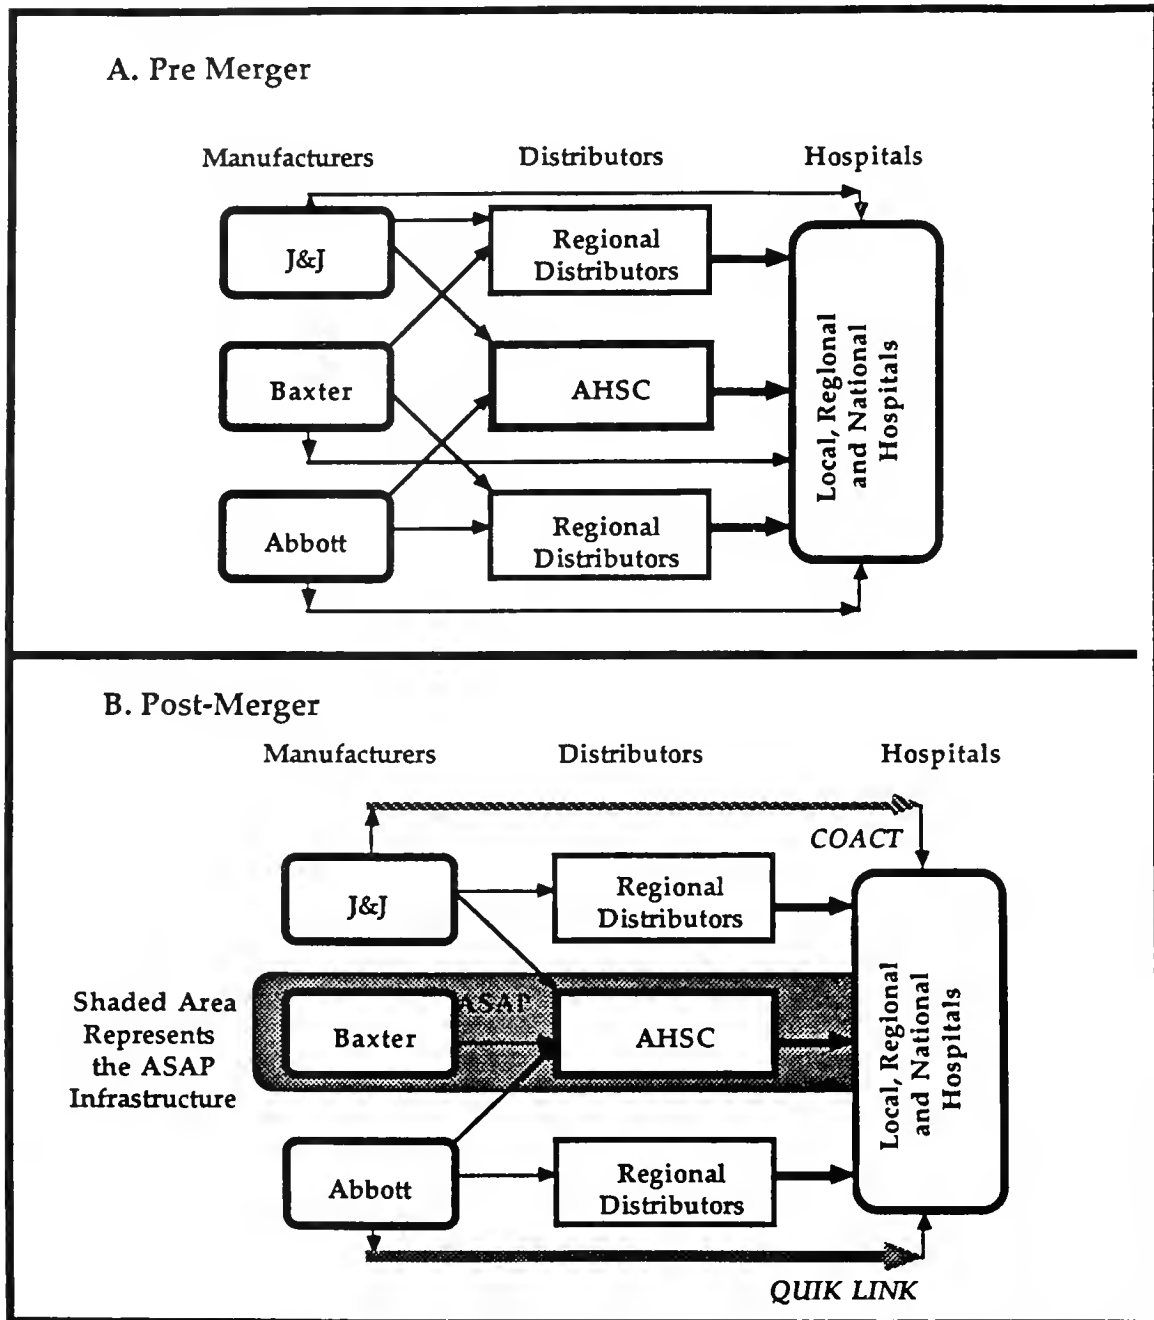 A. Pre Merger
Manufacturers Distributors Hospitals
J&J
Regional
Distributors
Baxter
AHSC
Abbott
Regional
Distributors
Local, Regional
and National
Hospitals
B. Post-Merger
Manufacturers Distributors Hospitals
COACT
J&J
Regional
Distributors
Shaded Area
Represents
the ASAP
Infrastructure
ASAP
Baxter
AHSC
Abbott
Regional
Distributors
Local, Regional
and National
Hospitals
QUIK LINK